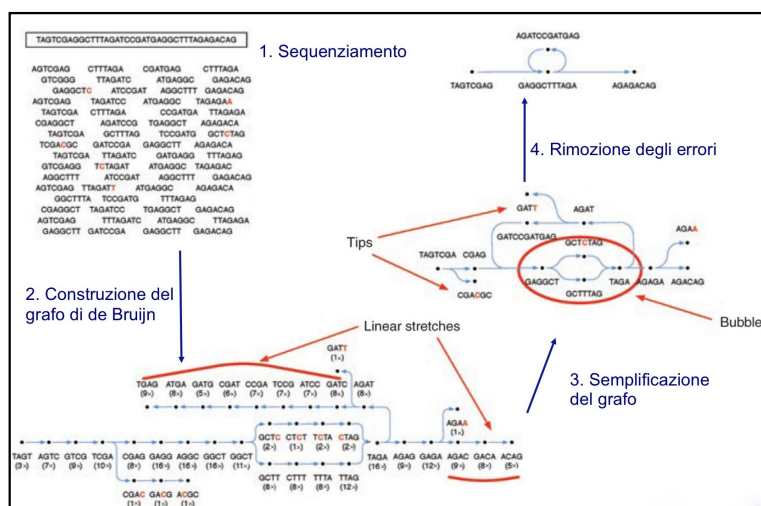 TAGTCGAGGCTTTAGATCCGATGAGGCTTTAGAGACAG
1. Sequenziamento
AGTCGAG CTTTAGA CGATGAG CTTTAGA
GTCGGG TTAGATC ATGAGGC GAGACAG
GAGGCTC ATCCGAT AGGCTTT GAGACAG
AGTCGAG TAGATCC ATGAGGC TAGAGAA
TAGTCGA CTTTAGA CCGATGA TTAGAGA
CGAGGCT AGATCCG TGAGGCT AGAGACA
TAGTCGA GCTTTAG TCCGATG GCTCTAG
TCGACGC GATCCGA GAGGCTT AGAGACA
TAGTCGA TTAGATC GATGAGG TTTAGAG
GTCGAGG TCTAGAT ATGAGGC TAGAGAC
AGGCTTT ATCCGAT AGGCTTT GAGACAG
AGTCGAG TTAGATT ATGAGGC AGAGACA
GGCTTTA TCCGATG TTTAGAG
CGAGGCT TAGATCC TGAGGCT GAGACAG
AGTCGAG TTTAGATC ATGAGGC TTAGAGA
GAGGCTT GATCCGA GAGGCTT GAGACAG
AGATCCGATGAG
TAGTCGAG GAGGCTTTAGA AGAGACAG
4. Rimozione degli errori
GATT AGAT
Tips
GATCCGATGAG
GCTCTAG
AGAA
TAGTCGA CGAG
GAGGCT TAGA AGAGA AGACAG
CGACGC
GCTTTAG
Bubble
2. Construzione del
grafo di de Bruijn
Linear stretches
3. Semplificazione
del grafo
GATT
(1×)
TGAG ATGA GATG CGAT CCGA TCCG ATCC GATC AGAT
(9×) (8×) (5×) (6×) (7×) (7×) (7×) (8×) (8×)
AGAA
(1×)
GCTC CTCT TCTA CTAG
(2×) (1×) (2×) (2×)
TAGT AGTC GTCG TCGA CGAG GAGG AGGC GGCT GGCT TAGA AGAG GAGA AGAC GACA ACAG
(3×) (7×) (9×) (10×) (8×) (16×) (16×) (11×) (16×) (9×) (12×) (9×) (8×) (5×)
GCTT CTTT TTTA TTAG
(8×) (8×) (8×) (12×)
CGAC GACG ACGC
(1×) (1×) (1×)